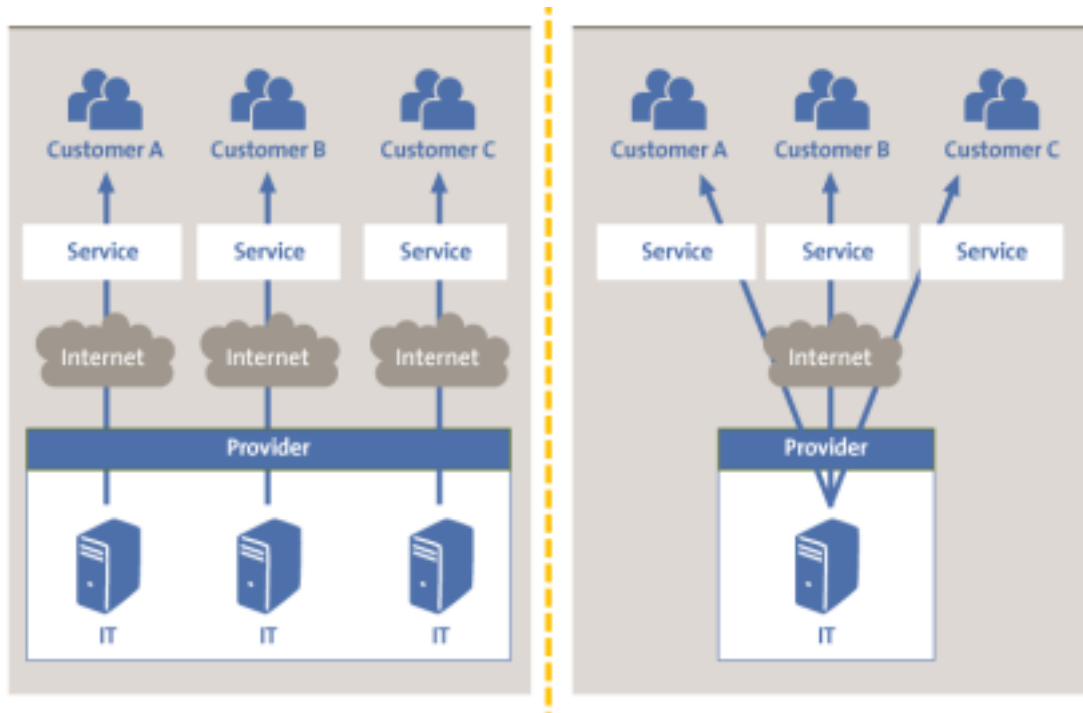 Customer A
Customer B
Customer C
Service
Service
Service
Internet
Internet
Internet
Provider
IT
IT
IT
Customer A
Customer B
Customer C
Service
Service
Service
Internet
Provider
IT